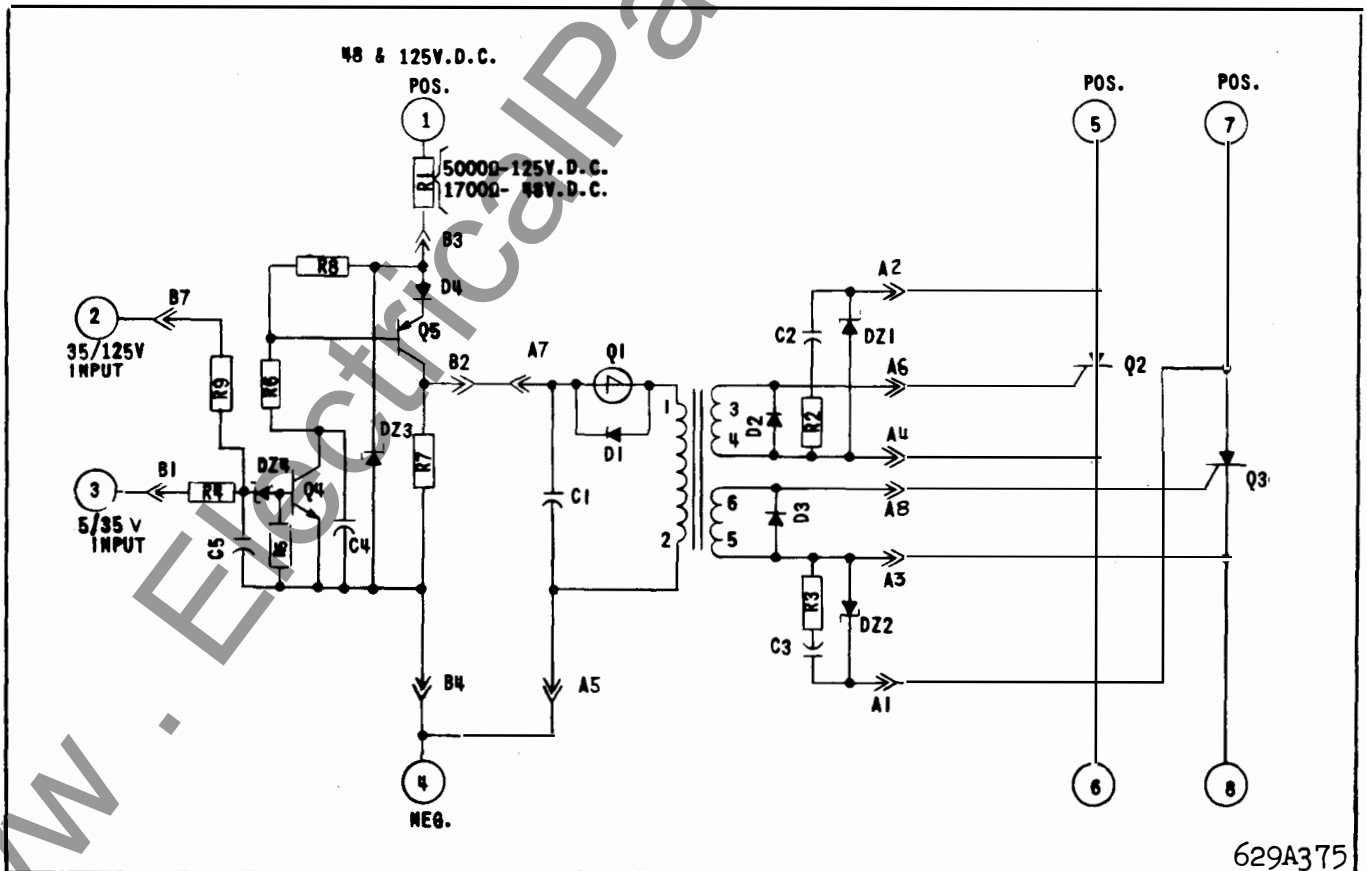 48 & 125V.D.C.
POS.
1
R1
5000Ω-125V.D.C.
1700Ω- 48V.D.C.
B3
R8
D4
Q5
2
B7
35/125V
INPUT
R9
R6
B2
A7
Q1
D1
DZ3
R7
3
B1
5/35 V
INPUT
R4
DZ4
Q4
C5
R5
C4
C1
1
2
3
4
6
5
D2
D3
C2
R2
DZ1
A2
A6
A4
A8
A3
R3
C3
DZ2
A1
POS.
5
Q2
6
POS.
7
Q3
8
B4
A5
4
NEG.
629A375
w . ElectricalPa